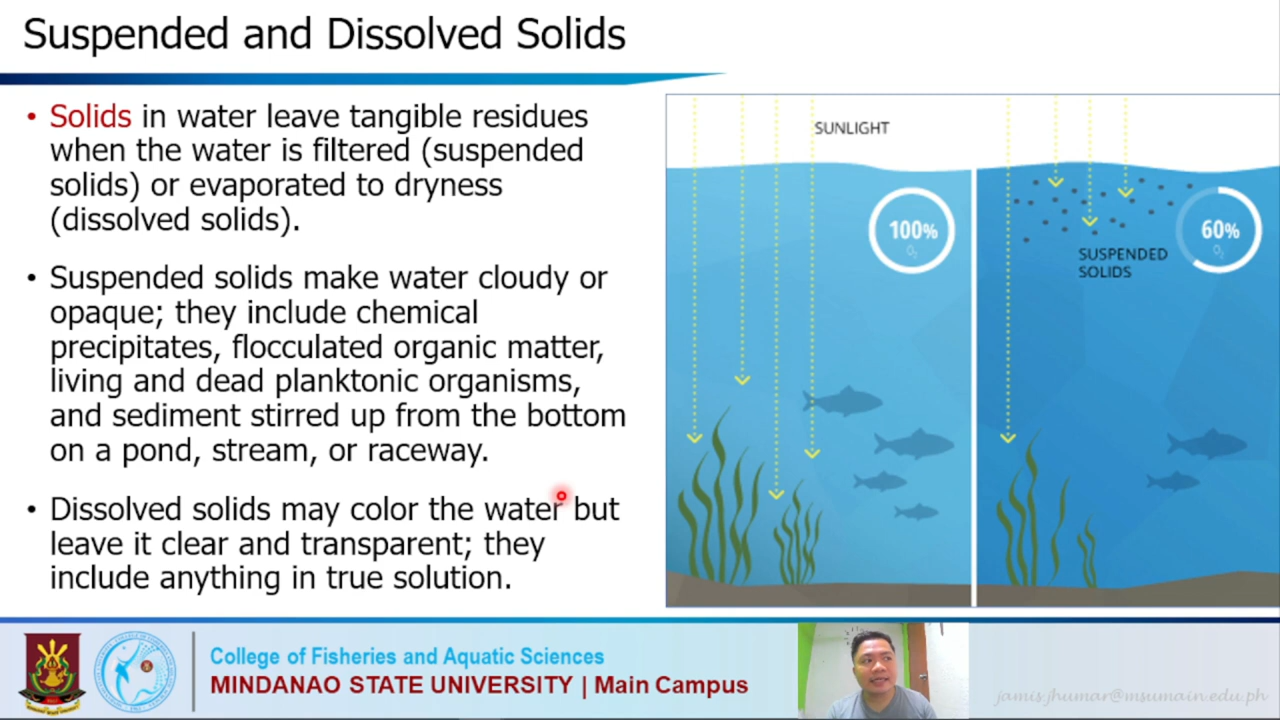 Suspended and Dissolved Solids
• Solids in water leave tangible residues
when the water is filtered (suspended
solids) or evaporated to dryness
(dissolved solids).
• Suspended solids make water cloudy or
opaque; they include chemical
precipitates, flocculated organic matter,
living and dead planktonic organisms,
and sediment stirred up from the bottom
on a pond, stream, or raceway.
• Dissolved solids may color the water but
leave it clear and transparent; they
include anything in true solution.
SUNLIGHT
100%
O₂
60%
O₂
SUSPENDED
SOLIDS
College of Fisheries and Aquatic Sciences
MINDANAO STATE UNIVERSITY | Main Campus
jamis.jhumar@msumain.edu.ph